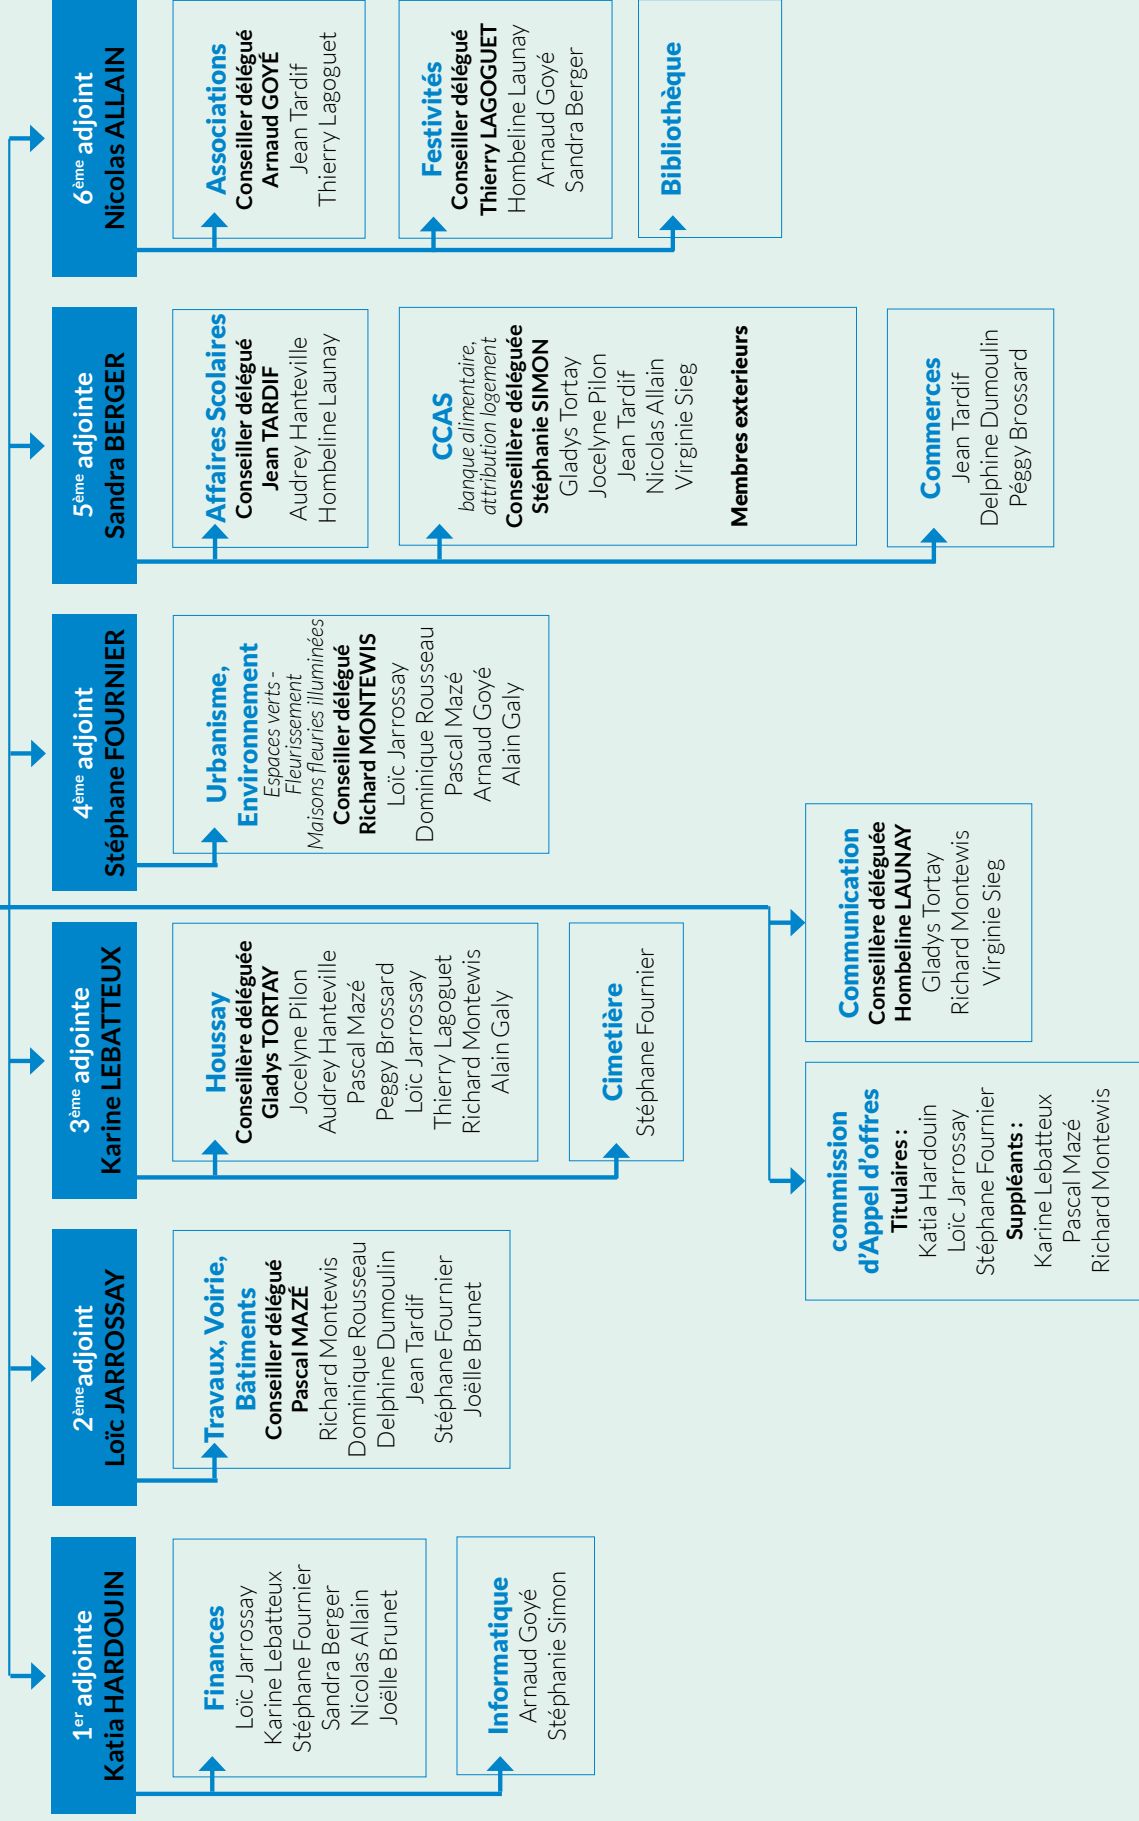 1er adjointe
Katia HARDOUIN
Finances
Loïc Jarrossay
Karine Lebatteux
Stéphane Fournier
Sandra Berger
Nicolas Allain
Joëlle Brunet
Informatique
Arnaud Goyé
Stéphanie Simon
2èmeadjoint
Loïc JARROSSAY
Travaux, Voirie,
Bâtiments
Conseiller délégué
Pascal MAZÉ
Richard Montewis
Dominique Rousseau
Delphine Dumoulin
Jean Tardif
Stéphane Fournier
Joëlle Brunet
3ème adjointe
Karine LEBATTEUX
Houssay
Conseillère déléguée
Gladys TORTAY
Jocelyne Pilon
Audrey Hanteville
Pascal Mazé
Peggy Brossard
Loïc Jarrossay
Thierry Lagoguet
Richard Montewis
Alain Galy
Cimetière
Stéphane Fournier
4ème adjoint
Stéphane FOURNIER
Urbanisme,
Environnement
Espaces verts -
Fleurissement
Maisons fleuries illuminées
Conseiller délégué
Richard MONTEWIS
Loïc Jarrossay
Dominique Rousseau
Pascal Mazé
Arnaud Goyé
Alain Galy
5ème adjointe
Sandra BERGER
Affaires Scolaires
Conseiller délégué
Jean TARDIF
Audrey Hanteville
Hombeline Launay
CCAS
banque alimentaire,
attribution logement
Conseillère déléguée
Stéphanie SIMON
Gladys Tortay
Jocelyne Pilon
Jean Tardif
Nicolas Allain
Virginie Sieg
Membres exterieurs
Commerces
Jean Tardif
Delphine Dumoulin
Péggy Brossard
6ème adjoint
Nicolas ALLAIN
Associations
Conseiller délégué
Arnaud GOYÉ
Jean Tardif
Thierry Lagoguet
Festivités
Conseiller délégué
Thierry LAGOGUET
Hombeline Launay
Arnaud Goyé
Sandra Berger
Bibliothèque
commission
d'Appel d'offres
Titulaires :
Katia Hardouin
Loïc Jarrossay
Stéphane Fournier
Suppléants :
Karine Lebatteux
Pascal Mazé
Richard Montewis
Communication
Conseillère déléguée
Hombeline LAUNAY
Gladys Tortay
Richard Montewis
Virginie Sieg